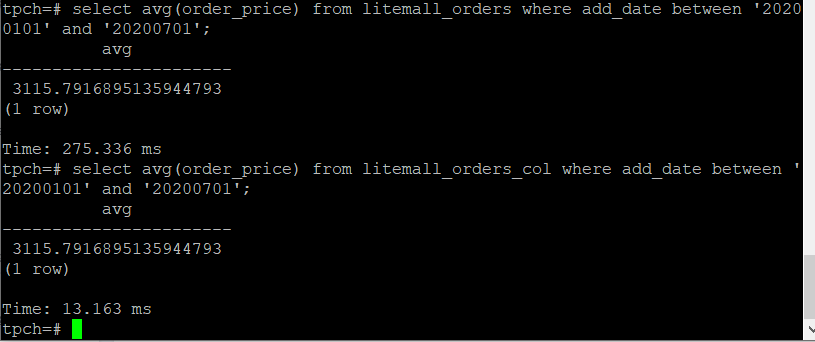 tpch=# select avg(order_price) from litemall_orders where add_date between '2020
0101' and '20200701';
avg
-----------------------
3115.7916895135944793
(1 row)
Time: 275.336 ms
tpch=# select avg(order_price) from litemall_orders_col where add_date between '
20200101' and '20200701';
avg
-----------------------
3115.7916895135944793
(1 row)
Time: 13.163 ms
tpch=#